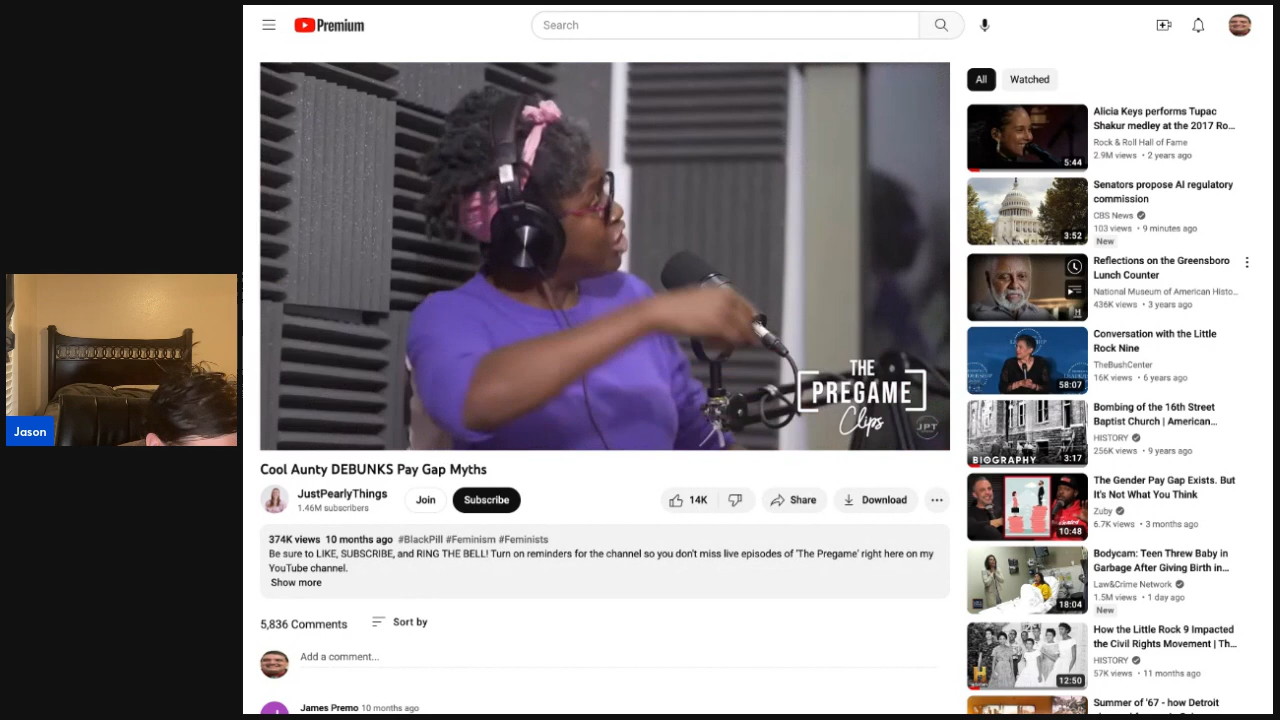 Premium
Search
THE
PREGAME
Clips
JPT
Jason
Cool Aunty DEBUNKS Pay Gap Myths
JustPearlyThings
1.46M subscribers
Join
Subscribe
14K
Share
Download
374K views 10 months ago #BlackPill #Feminism #Feminists
Be sure to LIKE, SUBSCRIBE, and RING THE BELL! Turn on reminders for the channel so you don't miss live episodes of 'The Pregame' right here on my
YouTube channel.
Show more
5,836 Comments
Sort by
Add a comment...
James Premo 10 months ago
All
Watched
5:44
Alicia Keys performs Tupac
Shakur medley at the 2017 Ro...
Rock & Roll Hall of Fame
2.9M views • 2 years ago
3:52
Senators propose AI regulatory
commission
CBS News
103 views • 9 minutes ago
New
Reflections on the Greensboro
Lunch Counter
National Museum of American Histo...
436K views • 3 years ago
58:07
Conversation with the Little
Rock Nine
TheBushCenter
16K views • 6 years ago
BIOGRAPHY
3:17
Bombing of the 16th Street
Baptist Church | American...
HISTORY
256K views • 9 years ago
10:48
The Gender Pay Gap Exists. But
It's Not What You Think
Zuby
6.7K views • 3 months ago
18:04
Bodycam: Teen Threw Baby in
Garbage After Giving Birth in...
Law&Crime Network
1.5M views • 1 day ago
New
12:50
How the Little Rock 9 Impacted
the Civil Rights Movement | Th...
HISTORY
57K views • 11 months ago
Summer of '67 - how Detroit